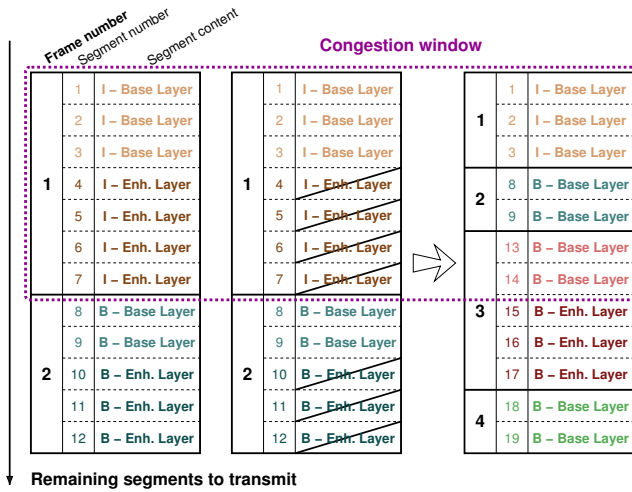 Frame number
Segment number
Segment content
Congestion window
1
1 I – Base Layer
2 I – Base Layer
3 I – Base Layer
4 I – Enh. Layer
5 I – Enh. Layer
6 I – Enh. Layer
7 I – Enh. Layer
2
8 B – Base Layer
9 B – Base Layer
10 B – Enh. Layer
11 B – Enh. Layer
12 B – Enh. Layer
1
1 I – Base Layer
2 I – Base Layer
3 I – Base Layer
4 I – Enh. Layer
5 I – Enh. Layer
6 I – Enh. Layer
7 I – Enh. Layer
2
8 B – Base Layer
9 B – Base Layer
10 B – Enh. Layer
11 B – Enh. Layer
12 B – Enh. Layer
1
1 I – Base Layer
2 I – Base Layer
3 I – Base Layer
2
8 B – Base Layer
9 B – Base Layer
3
13 B – Base Layer
14 B – Base Layer
15 B – Enh. Layer
16 B – Enh. Layer
17 B – Enh. Layer
4
18 B – Base Layer
19 B – Base Layer
Remaining segments to transmit